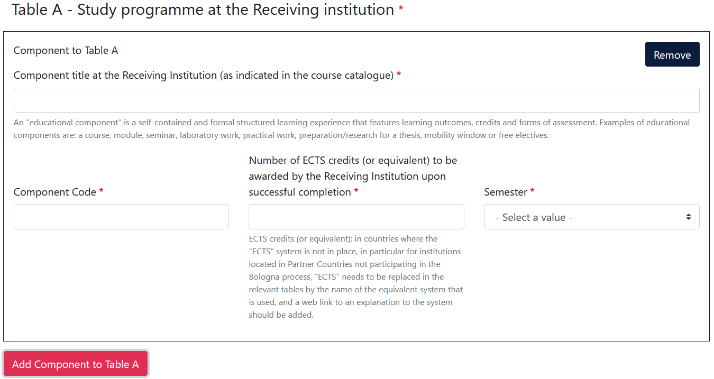 Table A - Study programme at the Receiving institution *
Component to Table A
Remove
Component title at the Receiving Institution (as indicated in the course catalogue) *
An "educational component" is a self-contained and formal structured learning experience that features learning outcomes, credits and forms of assessment. Examples of educational
components are: a course, module, seminar, laboratory work, practical work, preparation/research for a thesis, mobility window or free electives.
Component Code *
Number of ECTS credits (or equivalent) to be
awarded by the Receiving Institution upon
successful completion *
ECTS credits (or equivalent): in countries where the
"ECTS" system is not in place, in particular for institutions
located in Partner Countries not participating in the
Bologna process, "ECTS" needs to be replaced in the
relevant tables by the name of the equivalent system that
is used, and a web link to an explanation to the system
should be added.
Semester *
- Select a value -
Add Component to Table A